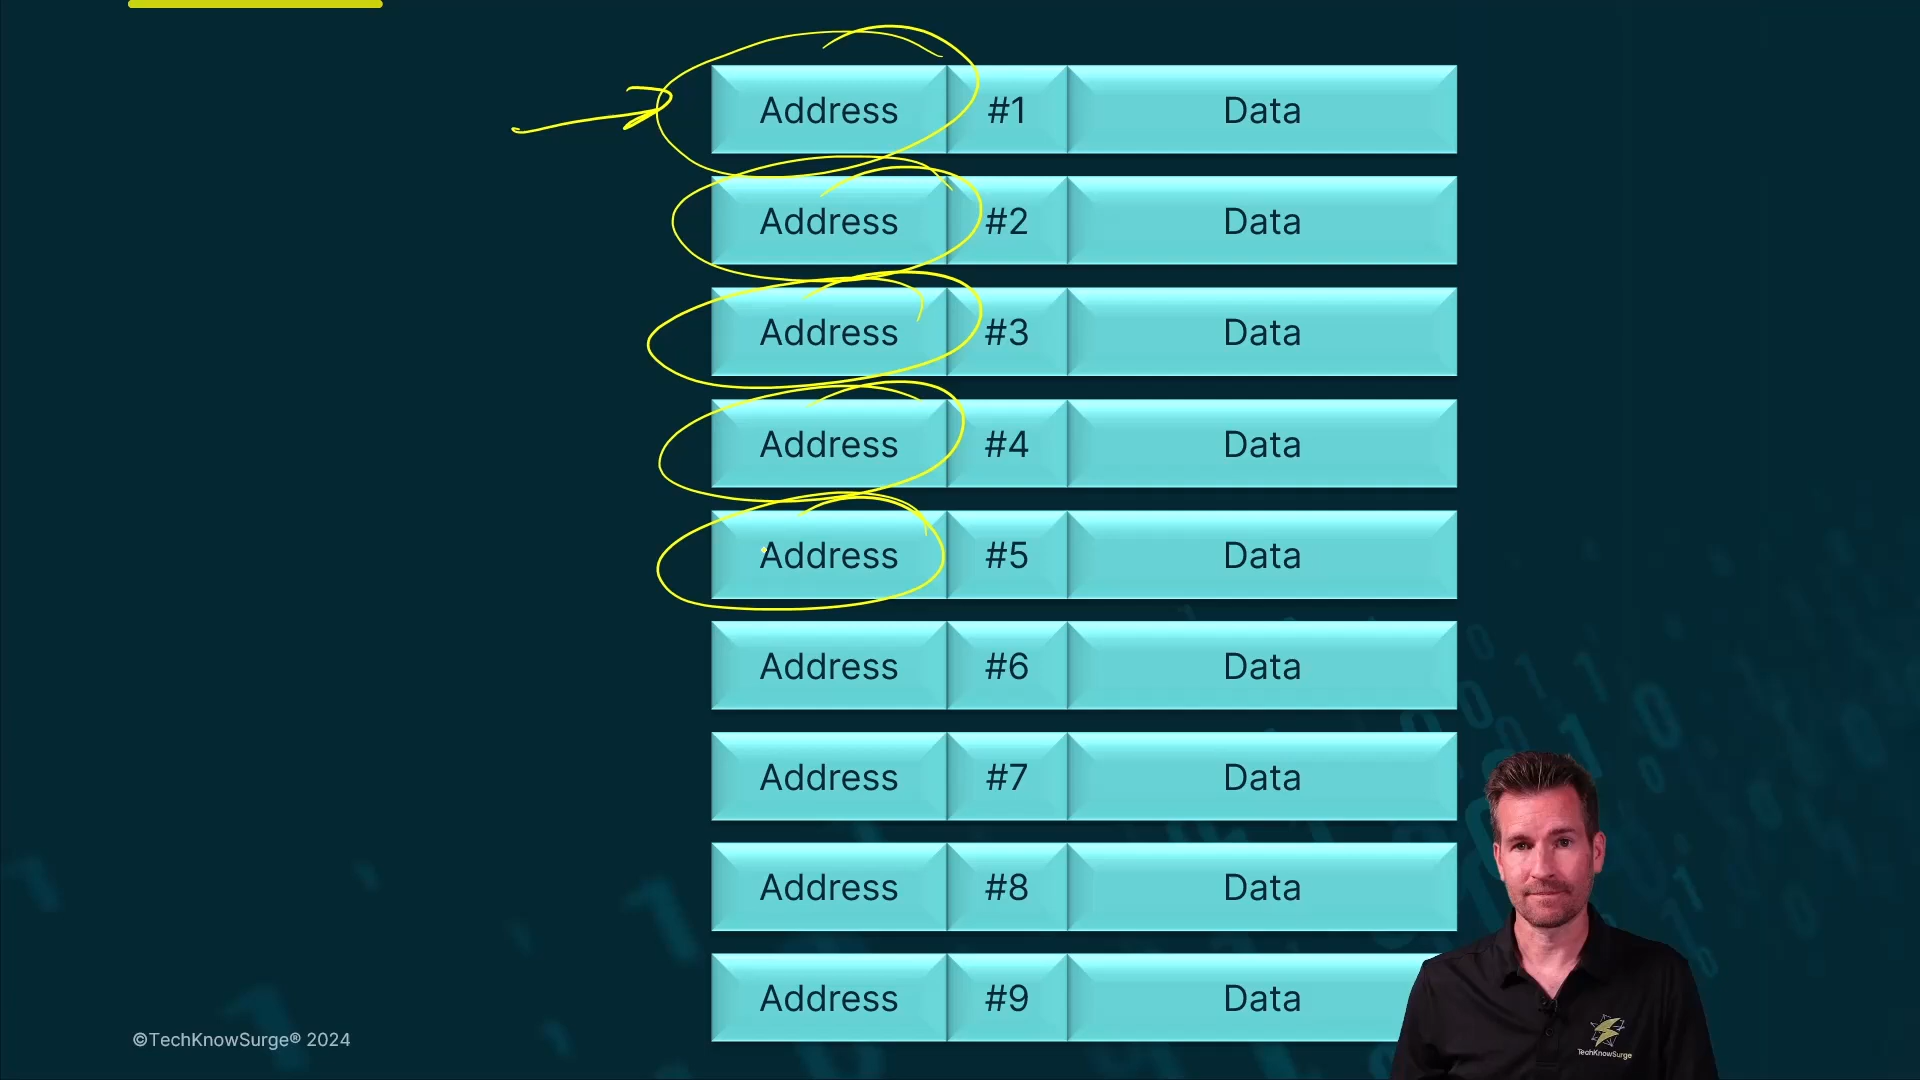 Address #1 Data
Address #2 Data
Address #3 Data
Address #4 Data
Address #5 Data
Address #6 Data
Address #7 Data
Address #8 Data
Address #9 Data
©TechKnowSurge® 2024
TechKnowSurge